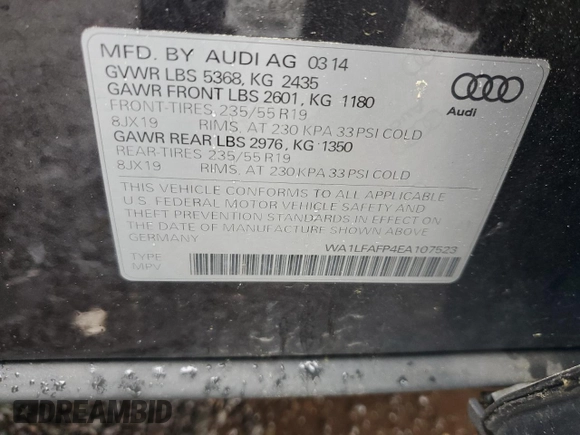 MFD. BY AUDI AG 03 14
GVWR LBS 5368, KG 2435
GAWR FRONT LBS 2601, KG 1180
FRONT-TIRES 235/55 R19
8JX19 RIMS, AT 230 KPA 33 PSI COLD
GAWR REAR LBS 2976, KG 1350
REAR-TIRES 235/55 R19
8JX19 RIMS, AT 230 KPA 33 PSI COLD
THIS VEHICLE CONFORMS TO ALL APPLICABLE
U.S. FEDERAL MOTOR VEHICLE SAFETY AND
THEFT PREVENTION STANDARDS IN EFFECT ON
THE DATE OF MANUFACTURE SHOWN ABOVE.
GERMANY WA1LFAFP4EA107523
TYPE
MPV
Audi
DREAMBID